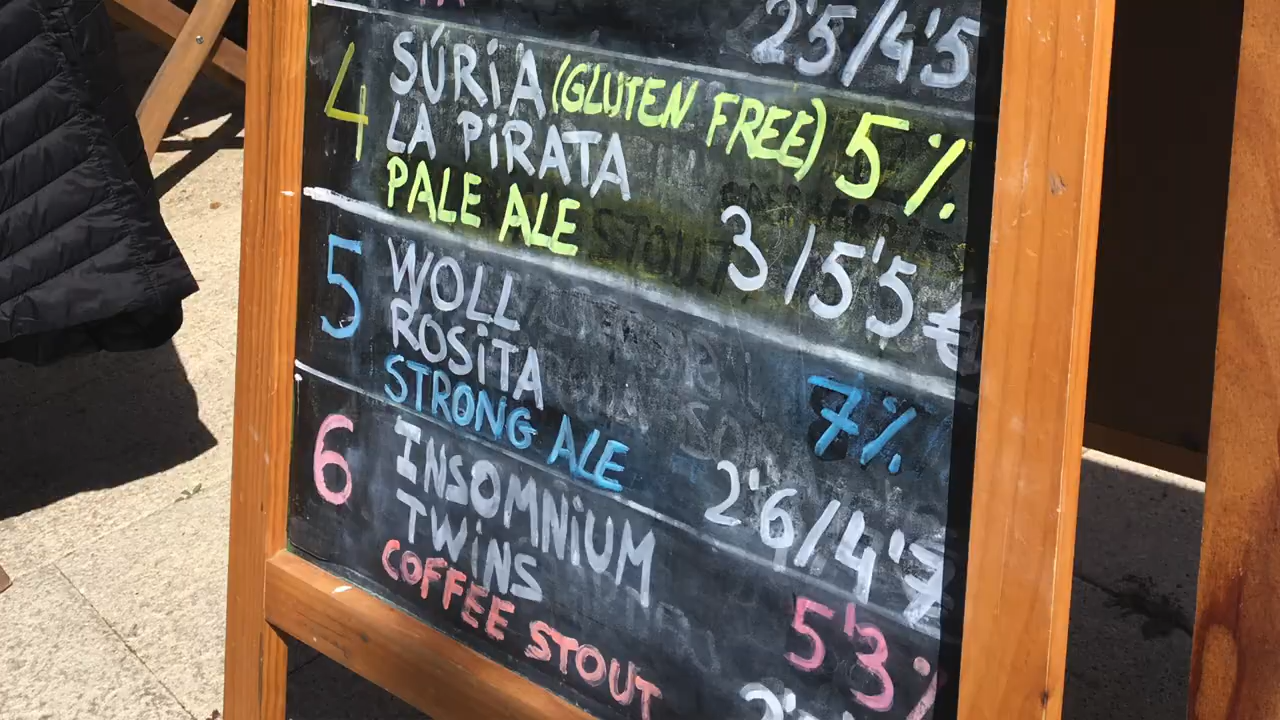 2'5/4'5
4 SÚRiA (GLUTEN FREE) 5%
LA PiRATA
PALE ALE 3/5'5€
5 WOLL
ROSiTA 7%
STRONG ALE 2'6/4'7
6 INSOMNiUM
TWiNS 5'3%
COFFEE STOUT